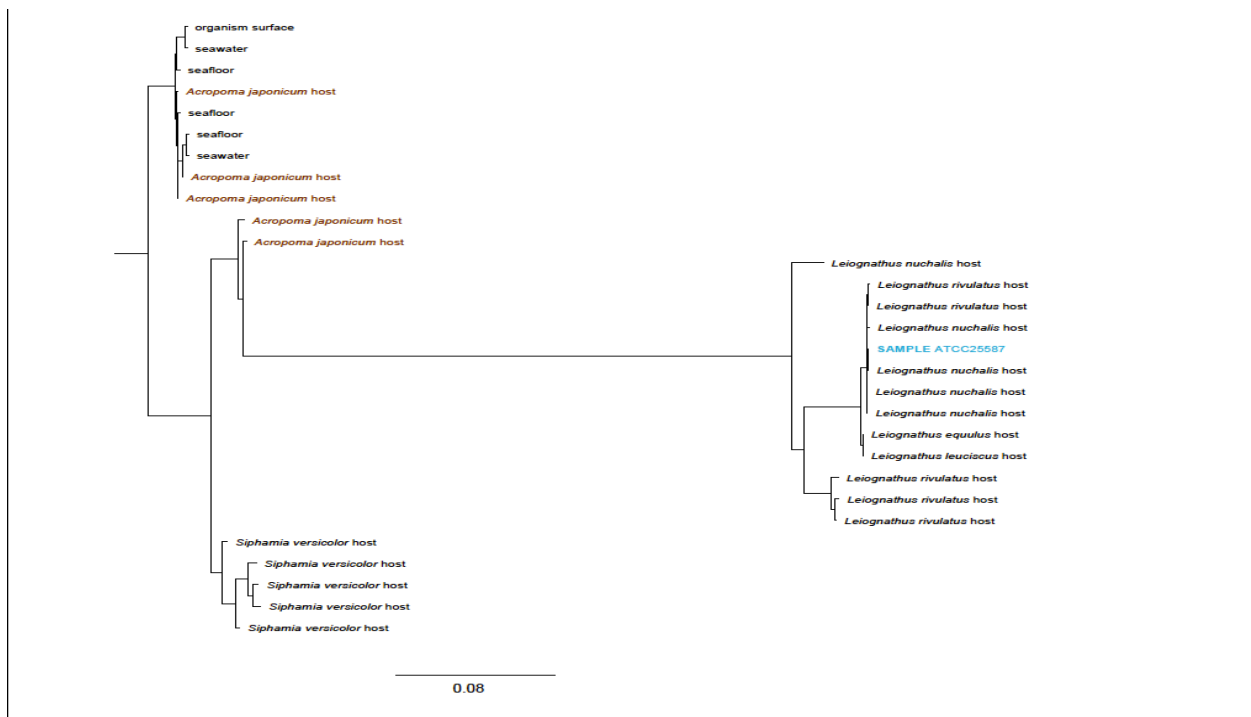 organism surface
seawater
seafloor
Acropoma japonicum host
seafloor
seafloor
seawater
Acropoma japonicum host
Acropoma japonicum host
Acropoma japonicum host
Acropoma japonicum host
Leiognathus nuchalis host
Leiognathus rivulatus host
Leiognathus rivulatus host
Leiognathus nuchalis host
SAMPLE ATCC25587
Leiognathus nuchalis host
Leiognathus nuchalis host
Leiognathus nuchalis host
Leiognathus equulus host
Leiognathus leuciscus host
Leiognathus rivulatus host
Leiognathus rivulatus host
Leiognathus rivulatus host
Siphamia versicolor host
Siphamia versicolor host
Siphamia versicolor host
Siphamia versicolor host
Siphamia versicolor host
0.08